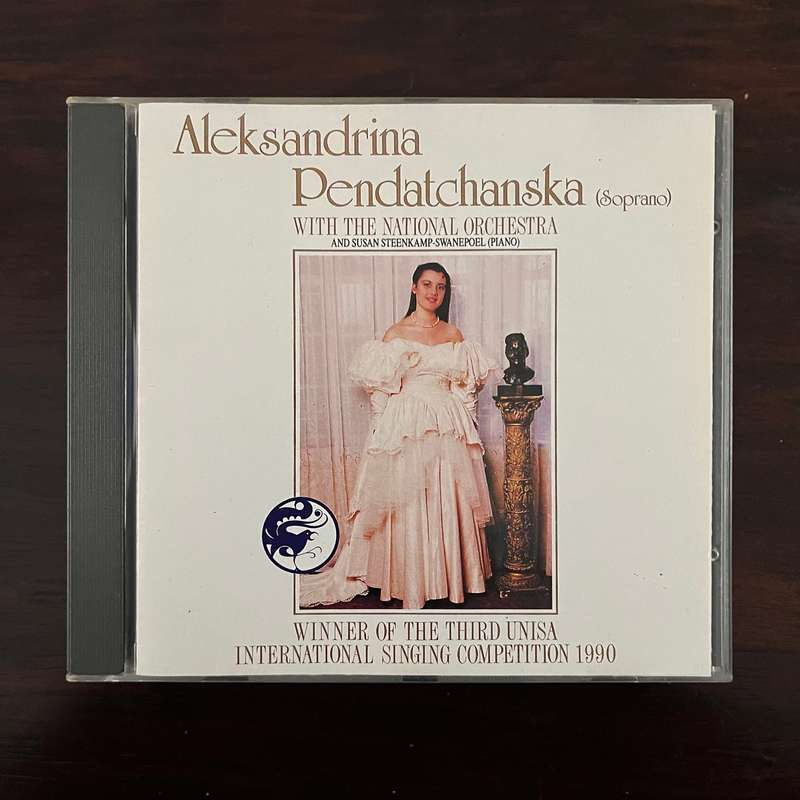 Aleksandrina
Pendatchanska (Soprano)
WITH THE NATIONAL ORCHESTRA
AND SUSAN STEENKAMP-SWANEPOEL (PIANO)
WINNER OF THE THIRD UNISA
INTERNATIONAL SINGING COMPETITION 1990